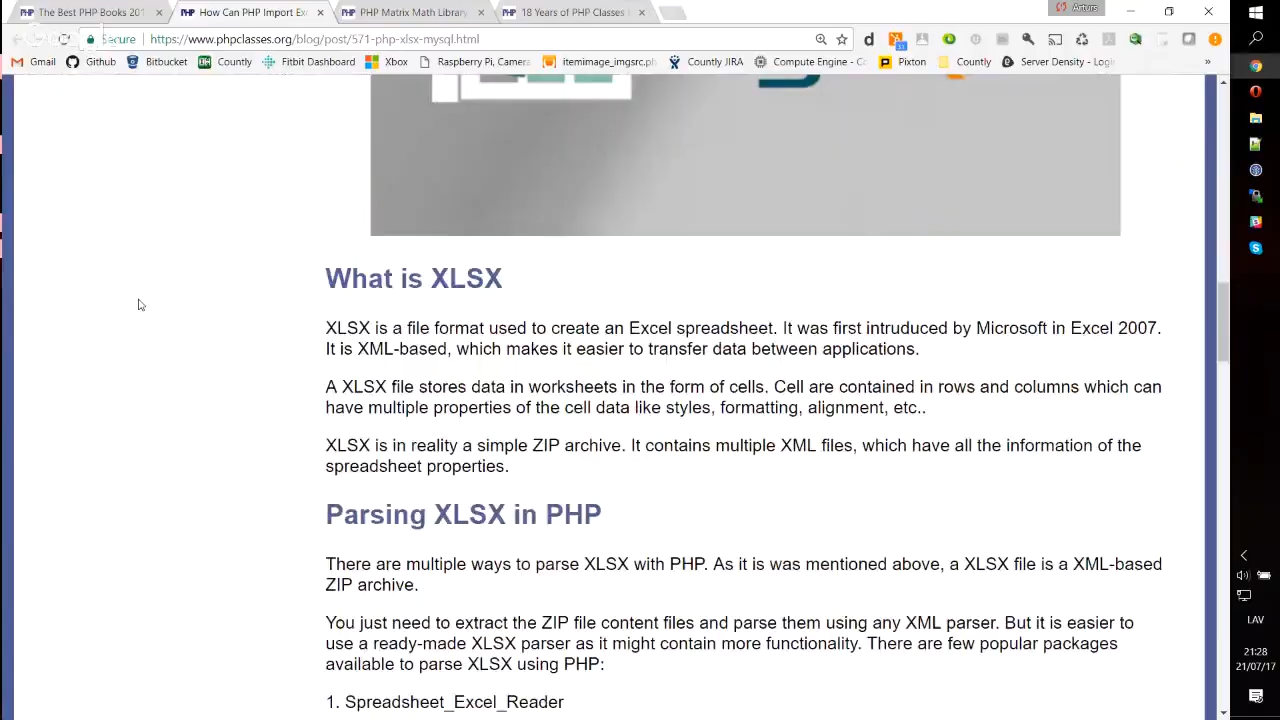 The Best PHP Books 201
How Can PHP Import Ex
PHP Matrix Math Library
18 Years of PHP Classes
Arturs
Secure
https://www.phpclasses.org/blog/post/571-php-xlsx-mysql.html
Gmail
Github
Bitbucket
Countly
Fitbit Dashboard
Xbox
Raspberry Pi, Camera
itemimage_imgsrc.ph
Countly JIRA
Compute Engine - Co
Pixton
Countly
Server Density - Logi
»
What is XLSX
XLSX is a file format used to create an Excel spreadsheet. It was first intruduced by Microsoft in Excel 2007.
It is XML-based, which makes it easier to transfer data between applications.
A XLSX file stores data in worksheets in the form of cells. Cell are contained in rows and columns which can
have multiple properties of the cell data like styles, formatting, alignment, etc..
XLSX is in reality a simple ZIP archive. It contains multiple XML files, which have all the information of the
spreadsheet properties.
Parsing XLSX in PHP
There are multiple ways to parse XLSX with PHP. As it is was mentioned above, a XLSX file is a XML-based
ZIP archive.
You just need to extract the ZIP file content files and parse them using any XML parser. But it is easier to
use a ready-made XLSX parser as it might contain more functionality. There are few popular packages
available to parse XLSX using PHP:
1. Spreadsheet_Excel_Reader
LAV
21:28
21/07/17